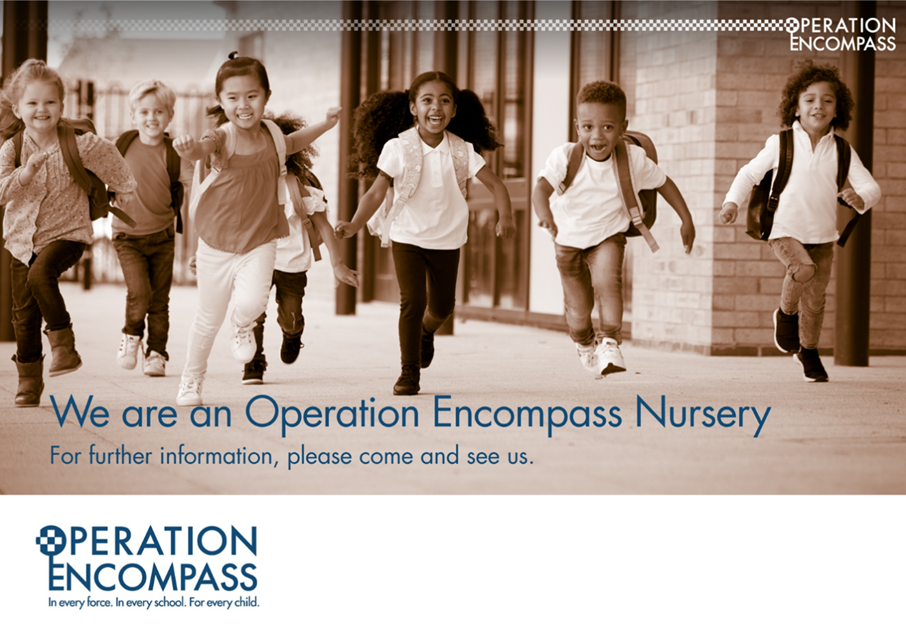 OPERATION
ENCOMPASS
We are an Operation Encompass Nursery
For further information, please come and see us.
OPERATION
ENCOMPASS
In every force. In every school. For every child.